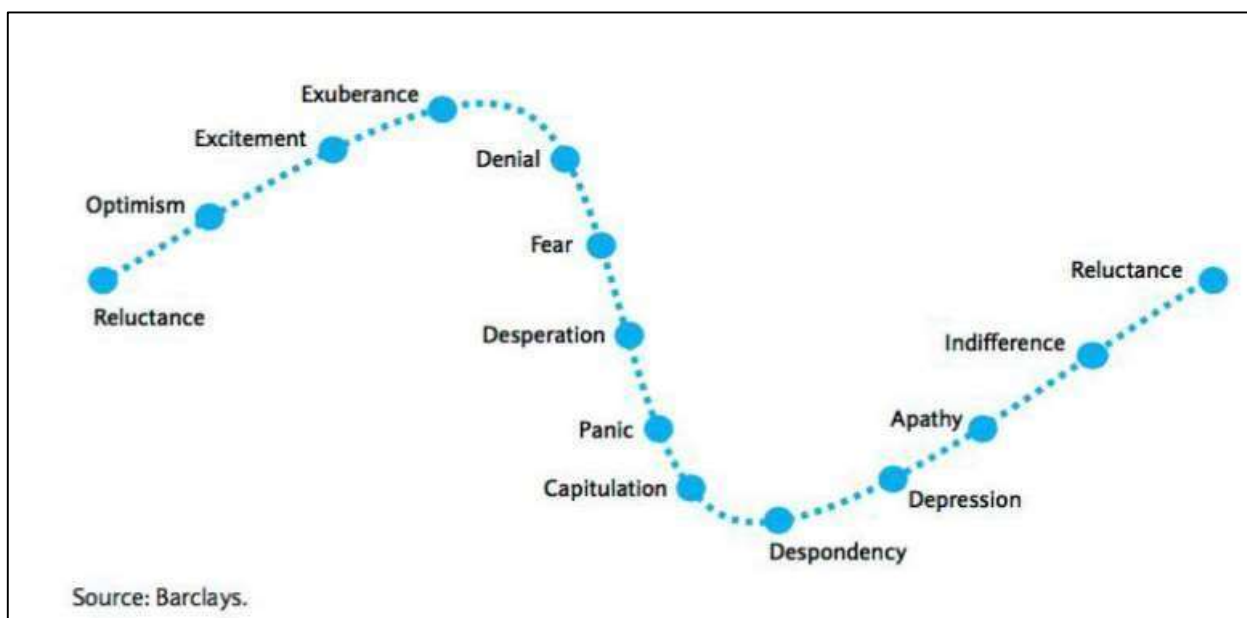 Exuberance
Excitement
Denial
Optimism
Fear
Reluctance
Reluctance
Desperation
Indifference
Apathy
Panic
Capitulation
Depression
Despondency
Source: Barclays.